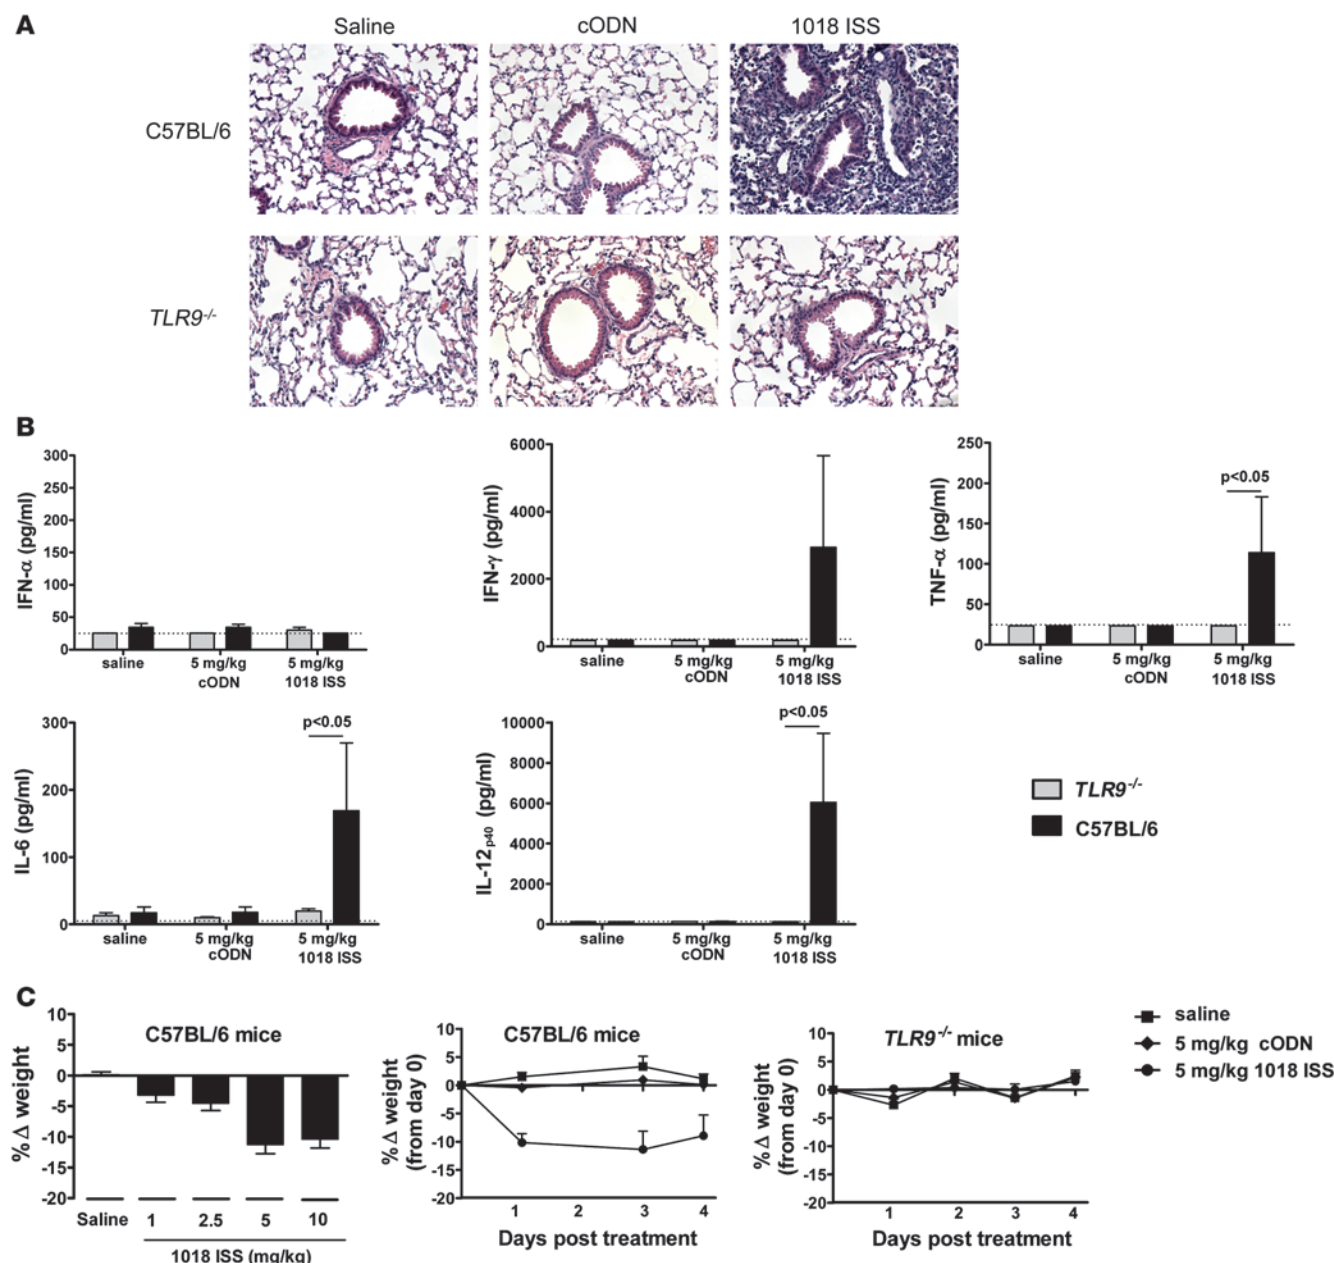 A
Saline
cODN
1018 ISS
C57BL/6
TLR9-/-
B
IFN-α (pg/ml)
300
250
200
150
100
50
0
saline
5 mg/kg
cODN
5 mg/kg
1018 ISS
IFN-γ (pg/ml)
6000
4000
2000
0
saline
5 mg/kg
cODN
5 mg/kg
1018 ISS
TNF-α (pg/ml)
250
200
150
100
50
0
p<0.05
saline
5 mg/kg
cODN
5 mg/kg
1018 ISS
IL-6 (pg/ml)
300
200
100
0
p<0.05
saline
5 mg/kg
cODN
5 mg/kg
1018 ISS
IL-12p40 (pg/ml)
10000
8000
6000
4000
2000
0
p<0.05
saline
5 mg/kg
cODN
5 mg/kg
1018 ISS
TLR9-/-
C57BL/6
C
C57BL/6 mice
% Δ weight
10
5
0
-5
-10
-15
-20
Saline
1
2.5
5
10
1018 ISS (mg/kg)
C57BL/6 mice
% Δ weight
(from day 0)
10
5
0
-5
-10
-15
-20
1
2
3
4
Days post treatment
TLR9-/- mice
% Δ weight
(from day 0)
10
5
0
-5
-10
-15
-20
1
2
3
4
Days post treatment
saline
5 mg/kg cODN
5 mg/kg 1018 ISS